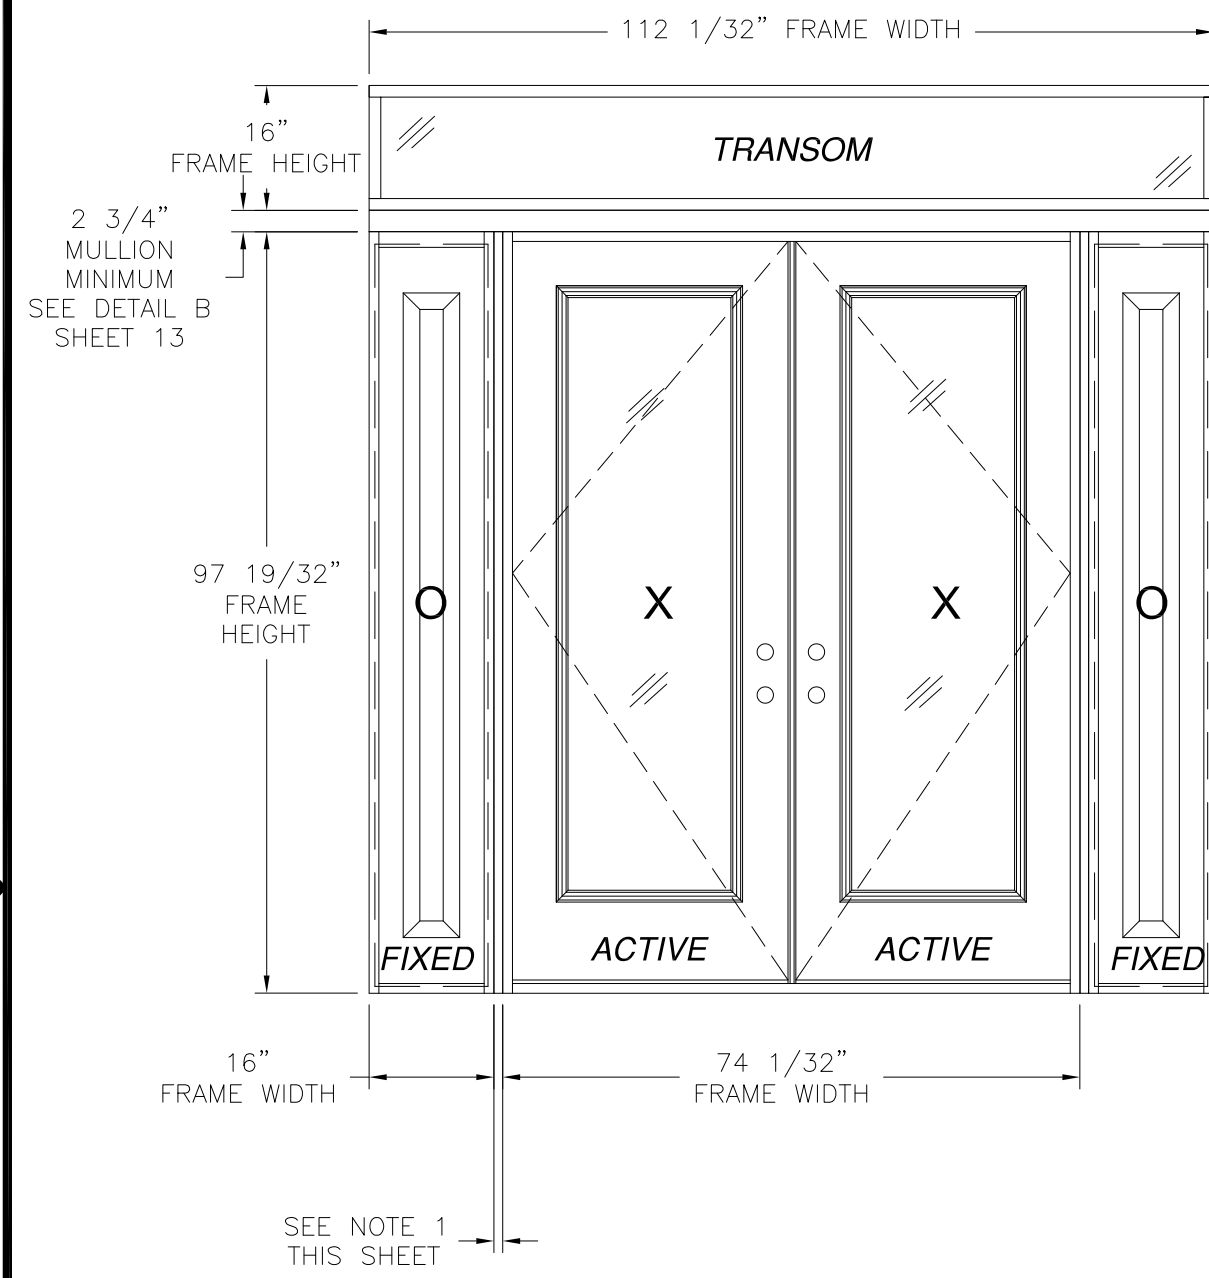 112 1/32” FRAME WIDTH
16”
FRAME HEIGHT
TRANSOM
2 3/4”
MULLION
MINIMUM
SEE DETAIL B
SHEET 13
97 19/32”
FRAME
HEIGHT
O
X
X
O
FIXED
ACTIVE
ACTIVE
FIXED
16”
FRAME WIDTH
74 1/32”
FRAME WIDTH
SEE NOTE 1
THIS SHEET